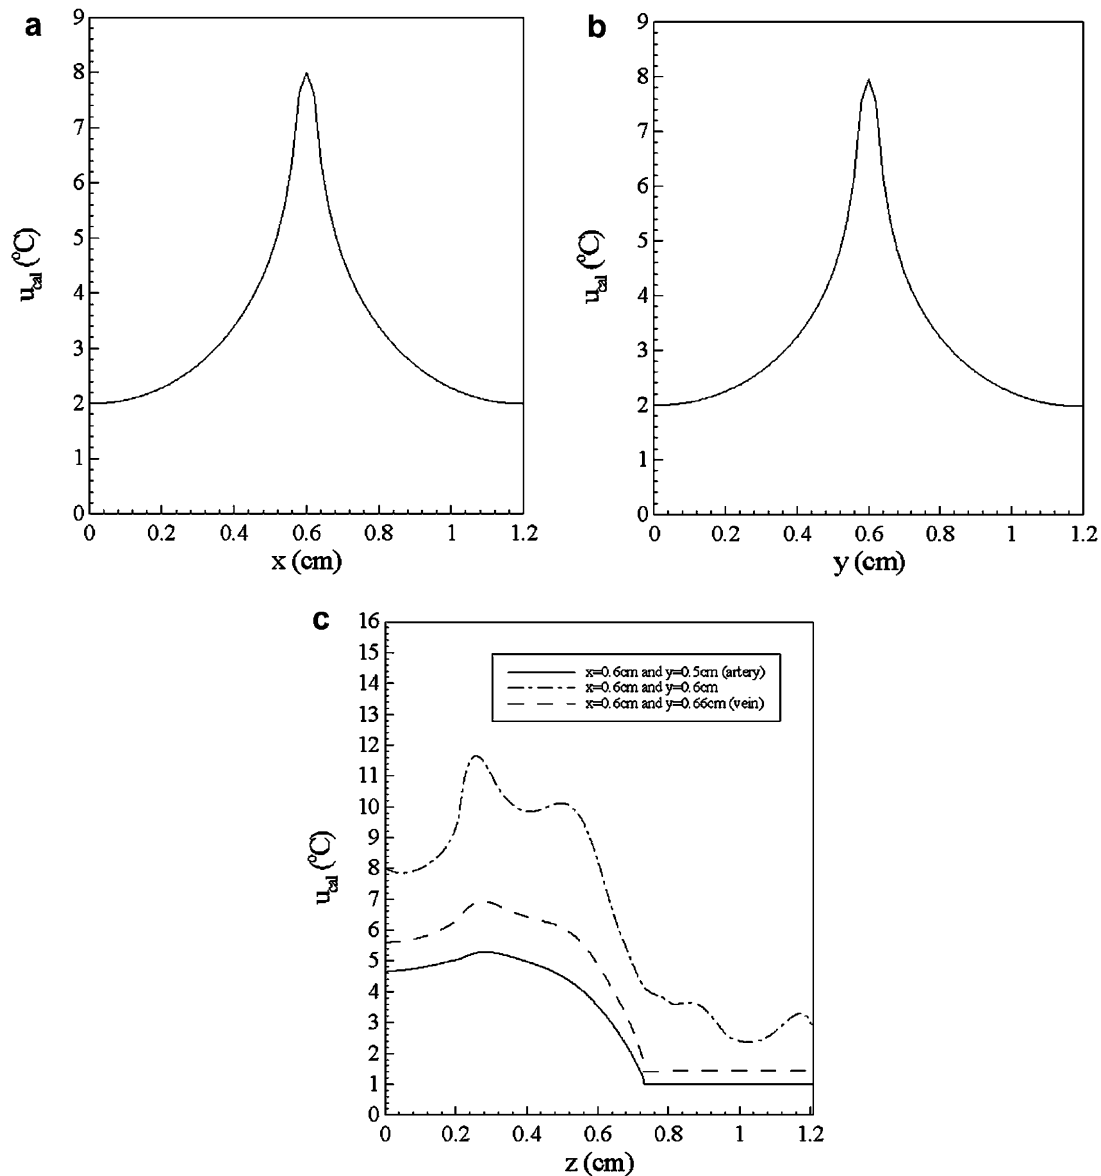 a
9
8
7
6
5
4
3
2
1
0
u_cal (°C)
0 0.2 0.4 0.6 0.8 1 1.2
x (cm)
b
9
8
7
6
5
4
3
2
1
0
u_cal (°C)
0 0.2 0.4 0.6 0.8 1 1.2
y (cm)
c
16
15
14
13
12
11
10
9
8
7
6
5
4
3
2
1
0
u_cal (°C)
x=0.6cm and y=0.5cm (artery)
x=0.6cm and y=0.6cm
x=0.6cm and y=0.66cm (vein)
0 0.2 0.4 0.6 0.8 1 1.2
z (cm)